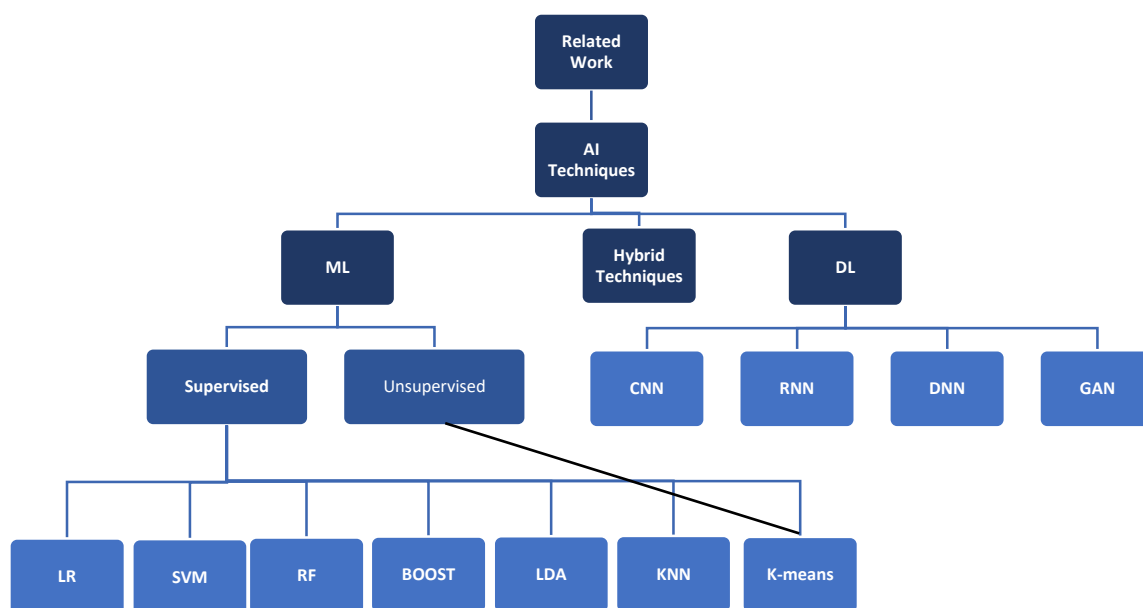 Related
Work
AI
Techniques
ML
Hybrid
Techniques
DL
Supervised
Unsupervised
CNN
RNN
DNN
GAN
LR
SVM
RF
BOOST
LDA
KNN
K-means